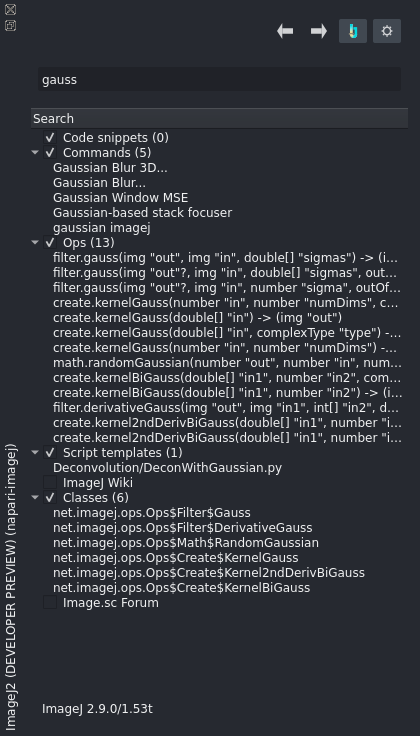 gauss
Search
Code snippets (0)
Commands (5)
Gaussian Blur 3D...
Gaussian Blur...
Gaussian Window MSE
Gaussian-based stack focuser
gaussian imagej
Ops (13)
filter.gauss(img "out", img "in", double[] "sigmas") -> (i...
filter.gauss(img "out"?, img "in", double[] "sigmas", out...
filter.gauss(img "out"?, img "in", number "sigma", outOf...
create.kernelGauss(number "in", number "numDims", c...
create.kernelGauss(double[] "in") -> (img "out")
create.kernelGauss(double[] "in", complexType "type") -...
create.kernelGauss(number "in", number "numDims") -...
math.randomGaussian(number "out", number "in", num...
create.kernelBiGauss(double[] "in1", number "in2", com...
create.kernelBiGauss(double[] "in1", number "in2") -> (i...
filter.derivativeGauss(img "out", img "in1", int[] "in2", d...
create.kernel2ndDerivBiGauss(double[] "in1", number "i...
create.kernel2ndDerivBiGauss(double[] "in1", number "i...
Script templates (1)
Deconvolution/DeconWithGaussian.py
ImageJ Wiki
Classes (6)
net.imagej.ops.Ops$Filter$Gauss
net.imagej.ops.Ops$Filter$DerivativeGauss
net.imagej.ops.Ops$Math$RandomGaussian
net.imagej.ops.Ops$Create$KernelGauss
net.imagej.ops.Ops$Create$Kernel2ndDerivBiGauss
net.imagej.ops.Ops$Create$KernelBiGauss
Image.sc Forum
ImageJ 2.9.0/1.53t
ImageJ2 (DEVELOPER PREVIEW) (napari-imagej)